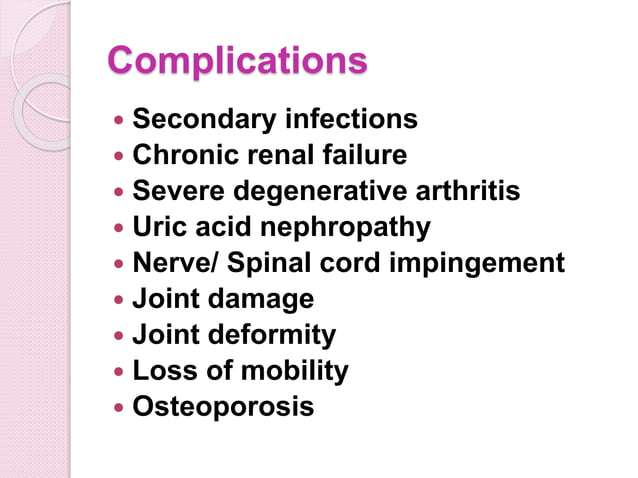 Complications
• Secondary infections
• Chronic renal failure
• Severe degenerative arthritis
• Uric acid nephropathy
• Nerve/ Spinal cord impingement
• Joint damage
• Joint deformity
• Loss of mobility
• Osteoporosis